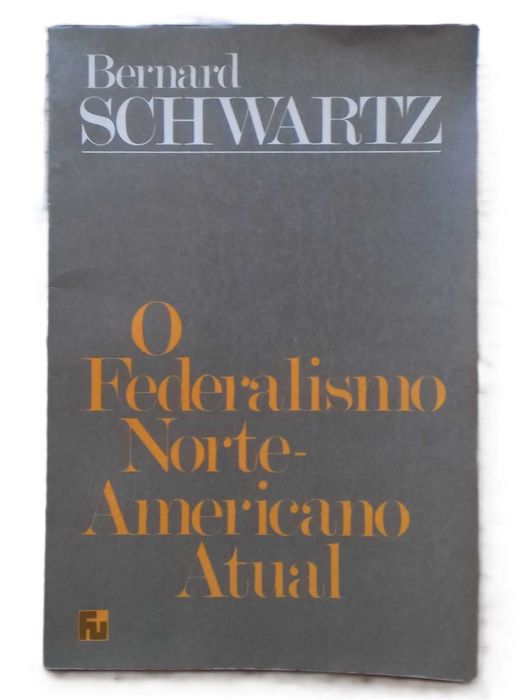 Bernard
SCHWARTZ
O
Federalismo
Norte-
Americano
Atual
FU